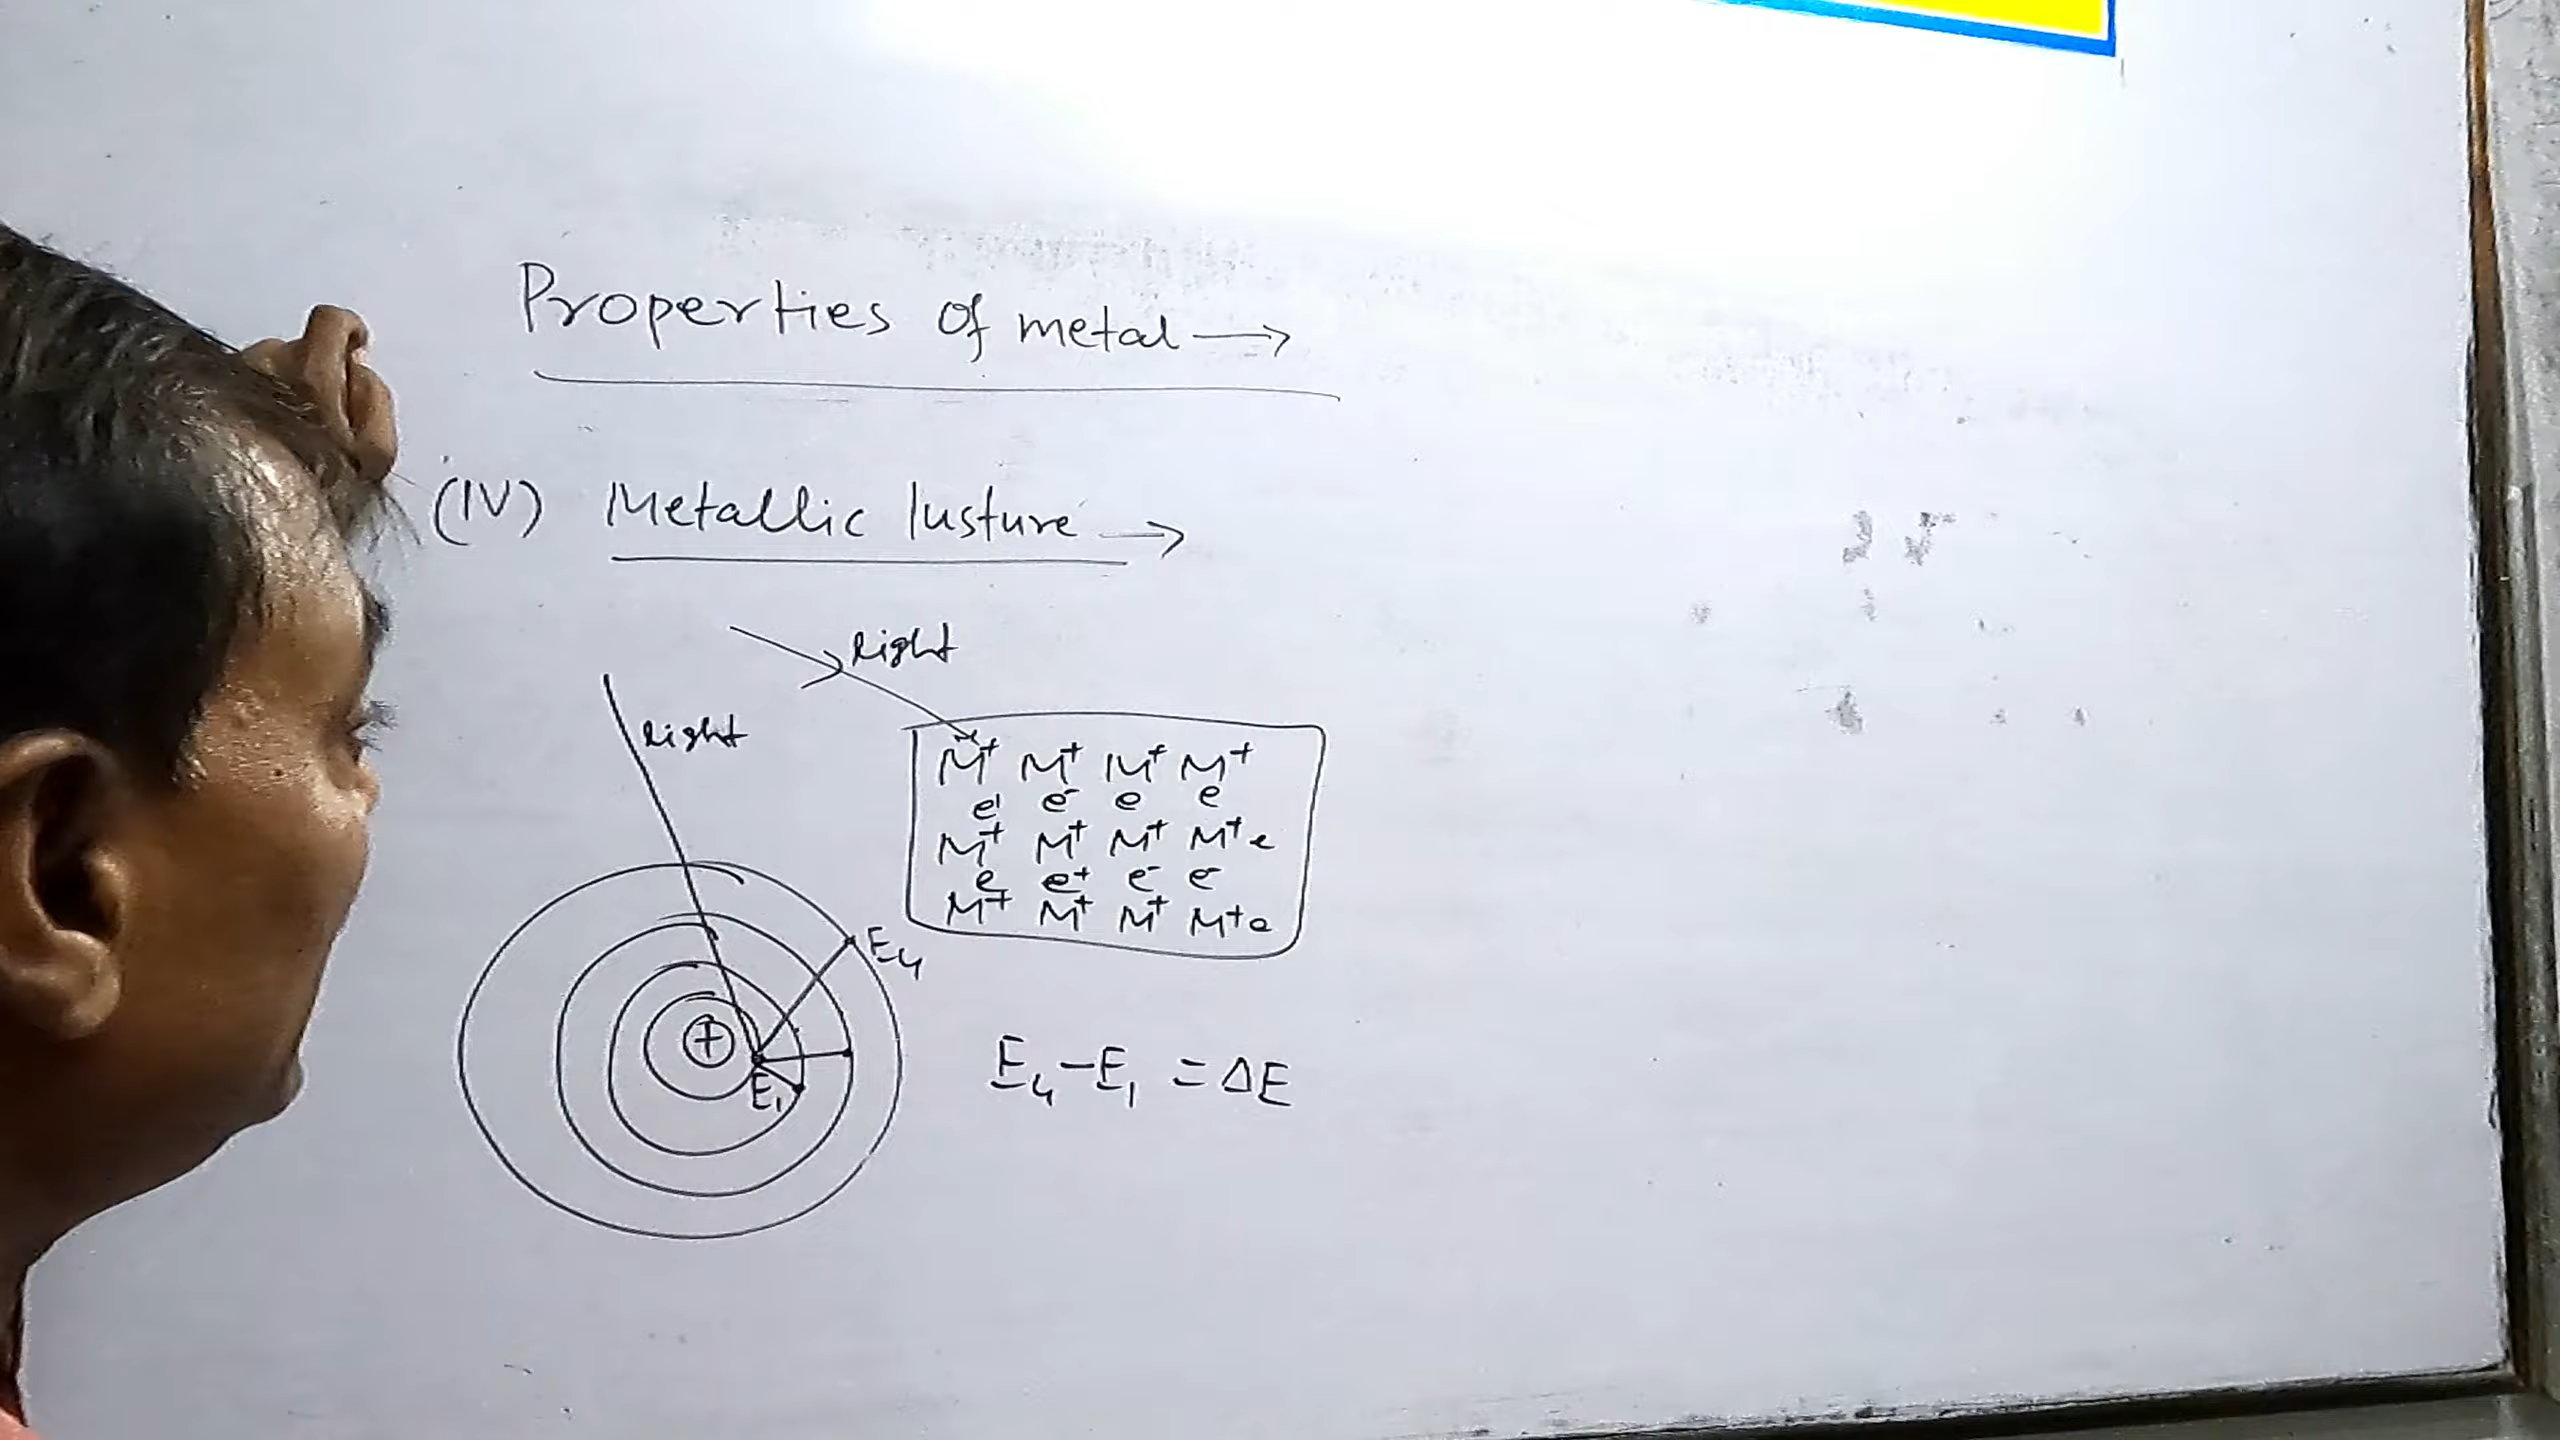 Properties of metal →
(IV) Metallic lusture →
light
light
M⁺ M⁺ M⁺ M⁺
e⁻ e⁻ e e
M⁺ M⁺ M⁺ M⁺ e
e e⁺ e⁻ e⁻
M⁺ M⁺ M⁺ M⁺ e
E₄
+
E₁
E₄ – E₁ = ΔE